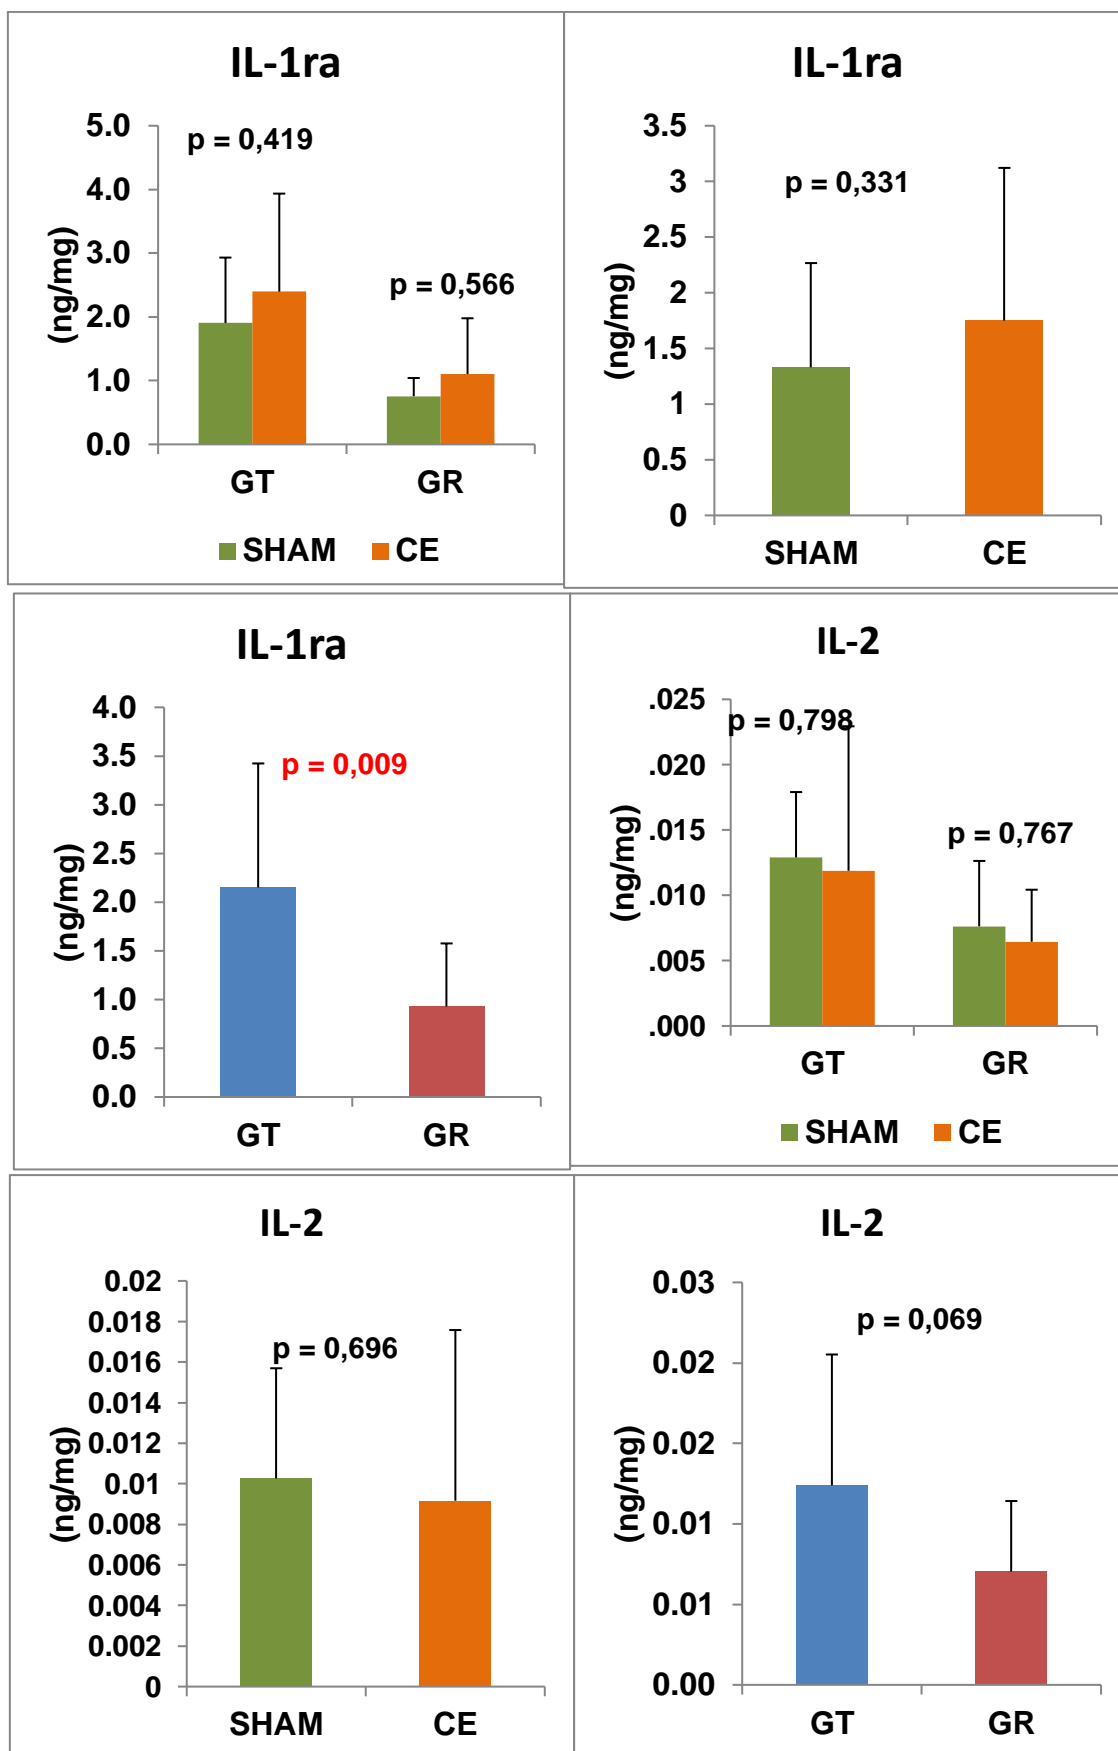 IL-1ra
5.0
4.0
3.0
2.0
1.0
0.0
(ng/mg)
p = 0,419
p = 0,566
GT GR
SHAM CE
IL-1ra
3.5
3
2.5
2
1.5
1
0.5
0
(ng/mg)
p = 0,331
SHAM CE
IL-1ra
4.0
3.5
3.0
2.5
2.0
1.5
1.0
0.5
0.0
(ng/mg)
p = 0,009
GT GR
IL-2
.025
.020
.015
.010
.005
.000
(ng/mg)
p = 0,798
p = 0,767
GT GR
SHAM CE
IL-2
0.02
0.018
0.016
0.014
0.012
0.01
0.008
0.006
0.004
0.002
0
(ng/mg)
p = 0,696
SHAM CE
IL-2
0.03
0.02
0.02
0.01
0.01
0.00
(ng/mg)
p = 0,069
GT GR